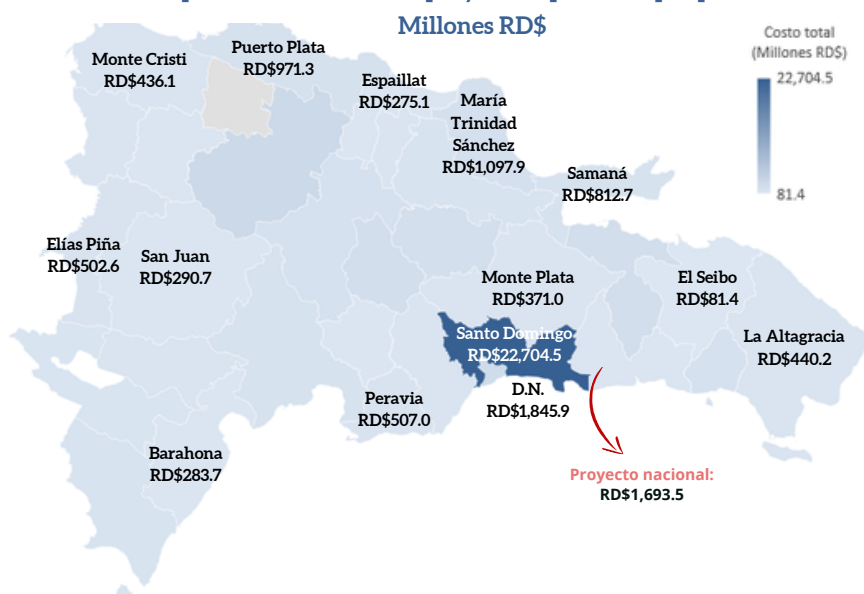 Millones RD$
Costo total
(Millones RD$)
22,704.5
81.4
Monte Cristi
RD$436.1
Puerto Plata
RD$971.3
Espaillat
RD$275.1
María
Trinidad
Sánchez
RD$1,097.9
Samaná
RD$812.7
Elías Piña
RD$502.6
San Juan
RD$290.7
Monte Plata
RD$371.0
El Seibo
RD$81.4
Santo Domingo
RD$22,704.5
La Altagracia
RD$440.2
D.N.
RD$1,845.9
Peravia
RD$507.0
Barahona
RD$283.7
Proyecto nacional:
RD$1,693.5